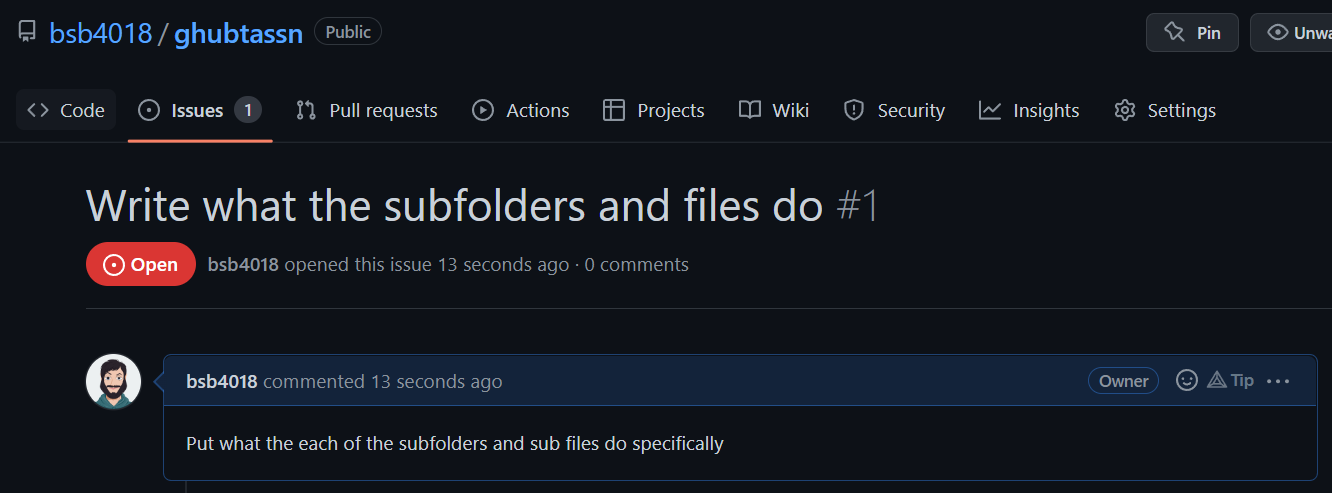 bsb4018 / ghubtassn Public Pin
Code Issues 1 Pull requests Actions Projects Wiki Security Insights Settings
Write what the subfolders and files do #1
Open bsb4018 opened this issue 13 seconds ago · 0 comments
bsb4018 commented 13 seconds ago Owner Tip ...
Put what the each of the subfolders and sub files do specifically